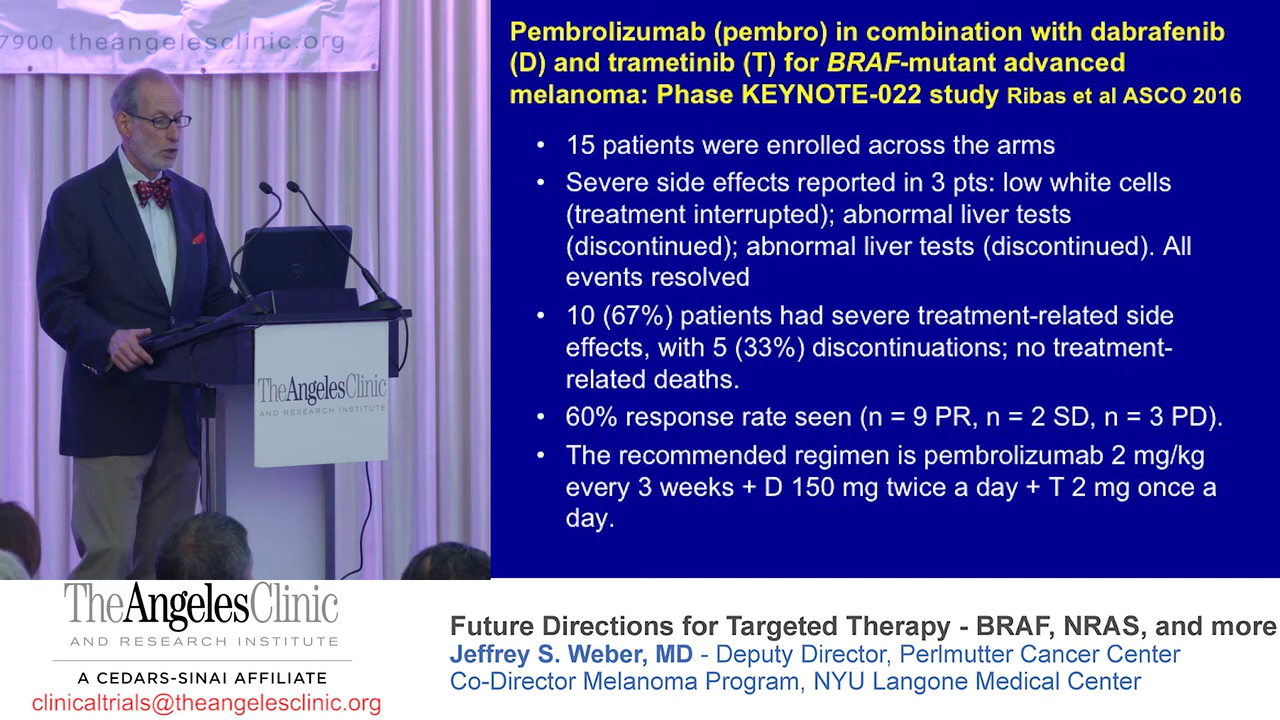 7900 theangelesclinic.org
TheAngelesClinic
AND RESEARCH INSTITUTE
Pembrolizumab (pembro) in combination with dabrafenib
(D) and trametinib (T) for BRAF-mutant advanced
melanoma: Phase KEYNOTE-022 study Ribas et al ASCO 2016
• 15 patients were enrolled across the arms
• Severe side effects reported in 3 pts: low white cells
(treatment interrupted); abnormal liver tests
(discontinued); abnormal liver tests (discontinued). All
events resolved
• 10 (67%) patients had severe treatment-related side
effects, with 5 (33%) discontinuations; no treatment-
related deaths.
• 60% response rate seen (n = 9 PR, n = 2 SD, n = 3 PD).
• The recommended regimen is pembrolizumab 2 mg/kg
every 3 weeks + D 150 mg twice a day + T 2 mg once a
day.
TheAngelesClinic
AND RESEARCH INSTITUTE
A CEDARS-SINAI AFFILIATE
clinicaltrials@theangelesclinic.org
Future Directions for Targeted Therapy - BRAF, NRAS, and more
Jeffrey S. Weber, MD - Deputy Director, Perlmutter Cancer Center
Co-Director Melanoma Program, NYU Langone Medical Center